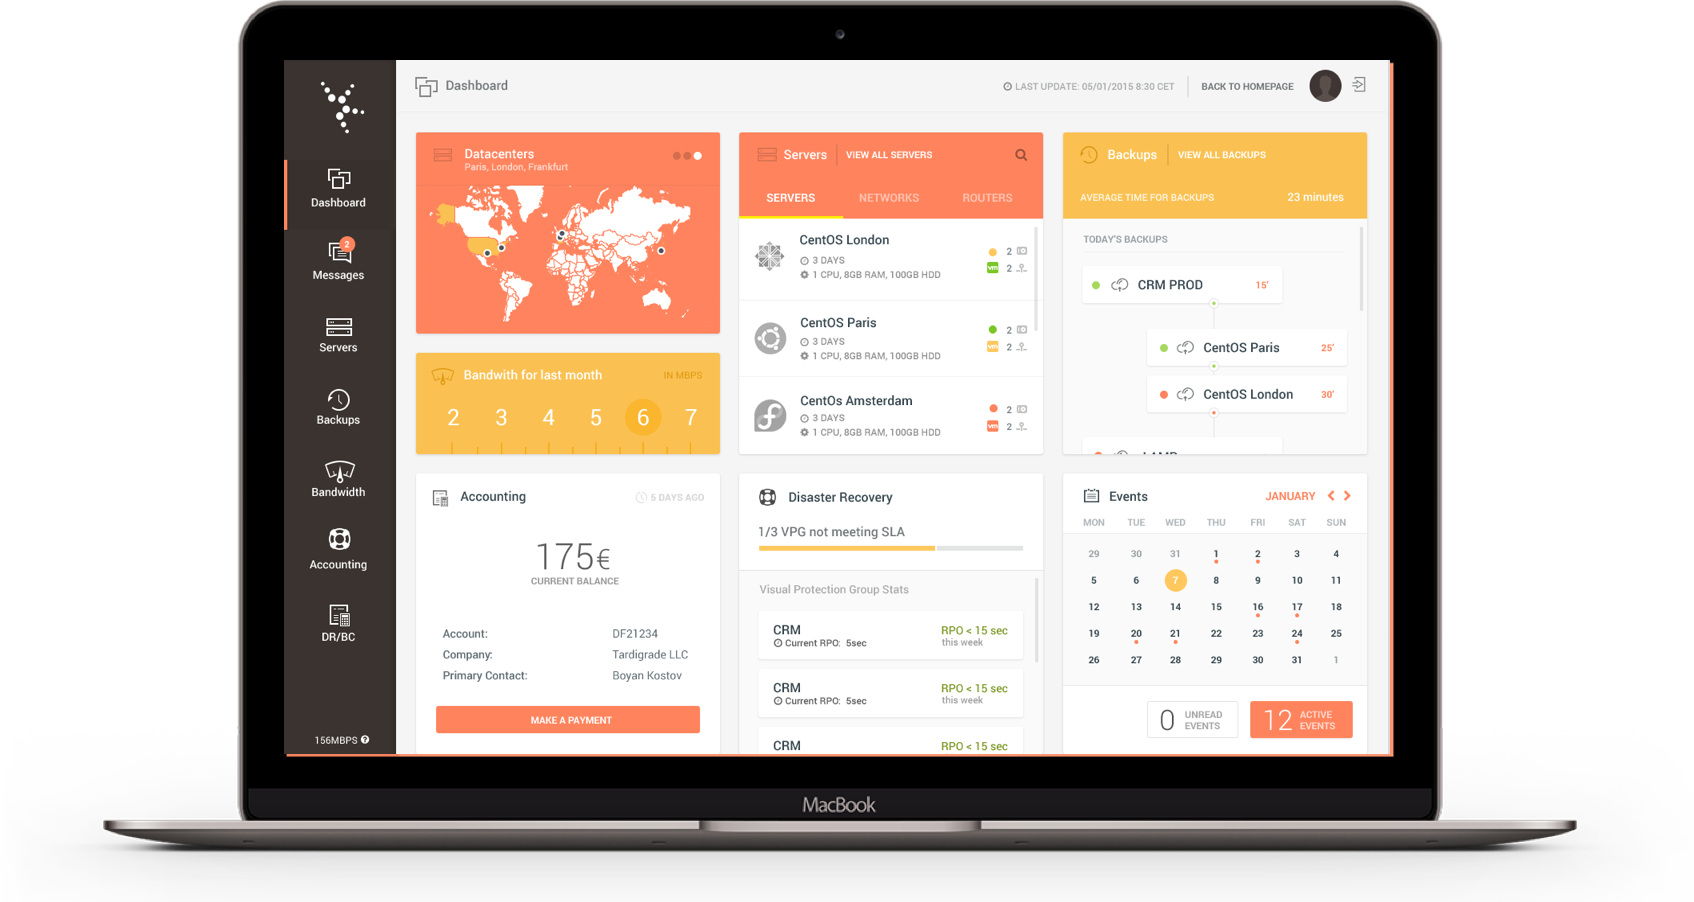 Dashboard
LAST UPDATE: 05/01/2015 8:30 CET
BACK TO HOMEPAGE
Dashboard
2
Messages
Servers
Backups
Bandwidth
Accounting
DR/BC
156MBPS
Datacenters
Paris, London, Frankfurt
Bandwith for last month
IN MBPS
2 3 4 5 6 7
Servers
VIEW ALL SERVERS
SERVERS NETWORKS ROUTERS
CentOS London
3 DAYS
1 CPU, 8GB RAM, 100GB HDD
2
vm 2
CentOS Paris
3 DAYS
1 CPU, 8GB RAM, 100GB HDD
2
vm 2
CentOs Amsterdam
3 DAYS
1 CPU, 8GB RAM, 100GB HDD
2
vm 2
Backups
VIEW ALL BACKUPS
AVERAGE TIME FOR BACKUPS
23 minutes
TODAY'S BACKUPS
CRM PROD 15'
CentOS Paris 25'
CentOS London 30'
LAMP
Accounting
5 DAYS AGO
175€
CURRENT BALANCE
Account: DF21234
Company: Tardigrade LLC
Primary Contact: Boyan Kostov
MAKE A PAYMENT
Disaster Recovery
1/3 VPG not meeting SLA
Visual Protection Group Stats
CRM
Current RPO: 5sec
RPO < 15 sec
this week
CRM
Current RPO: 5sec
RPO < 15 sec
this week
CRM
RPO < 15 sec
Events
JANUARY
MON TUE WED THU FRI SAT SUN
29 30 31 1 2 3 4
5 6 7 8 9 10 11
12 13 14 15 16 17 18
19 20 21 22 23 24 25
26 27 28 29 30 31 1
0 UNREAD EVENTS
12 ACTIVE EVENTS
MacBook